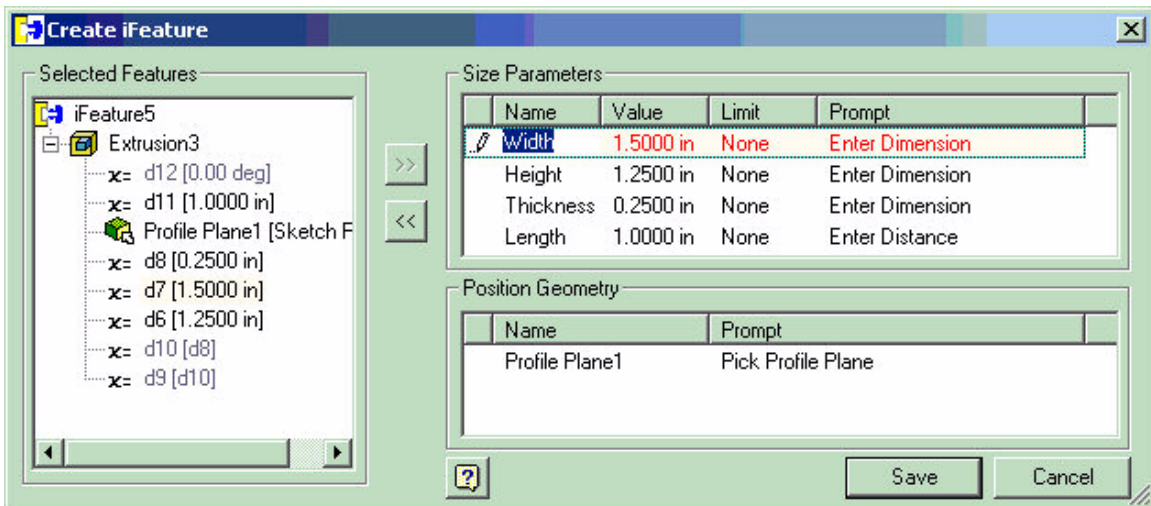 Create iFeature
Selected Features
iFeature5
Extrusion3
x= d12 [0.00 deg]
x= d11 [1.0000 in]
Profile Plane1 [Sketch F
x= d8 [0.2500 in]
x= d7 [1.5000 in]
x= d6 [1.2500 in]
x= d10 [d8]
x= d9 [d10]
>>
<<
Size Parameters
Name Value Limit Prompt
Width 1.5000 in None Enter Dimension
Height 1.2500 in None Enter Dimension
Thickness 0.2500 in None Enter Dimension
Length 1.0000 in None Enter Distance
Position Geometry
Name Prompt
Profile Plane1 Pick Profile Plane
?
Save Cancel